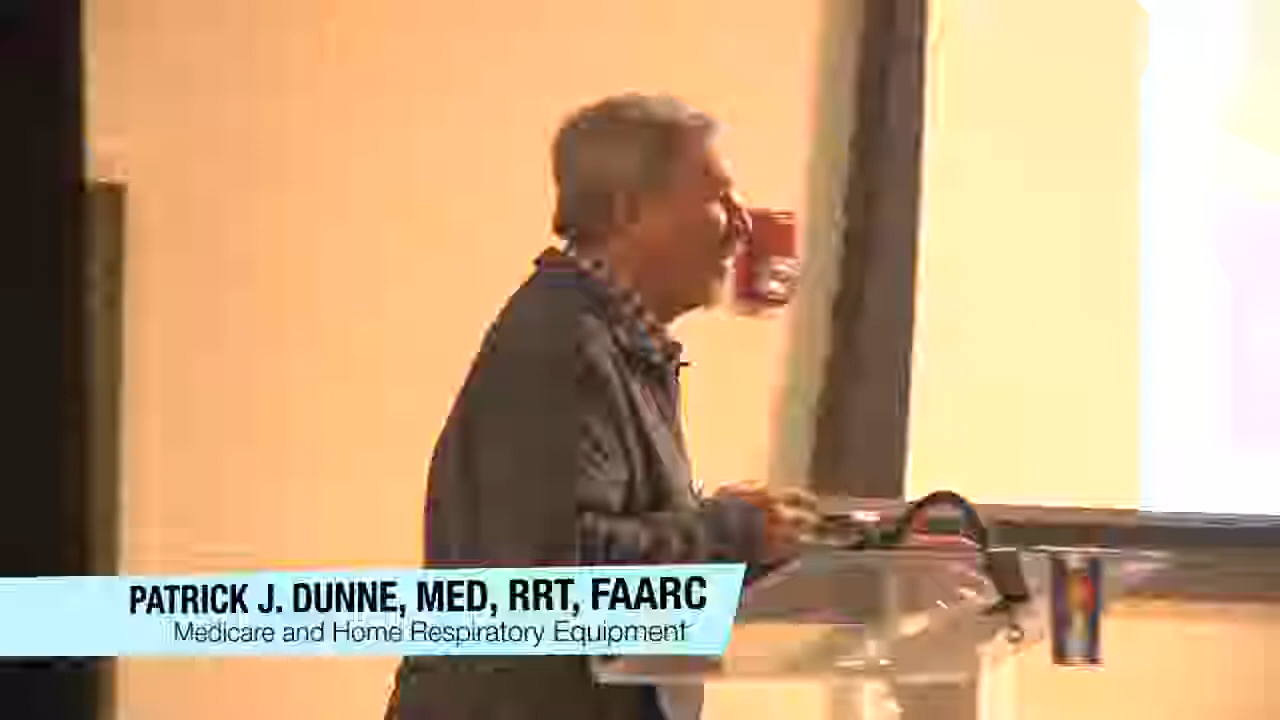 PATRICK J. DUNNE, MED, RRT, FAARC
Medicare and Home Respiratory Equipment